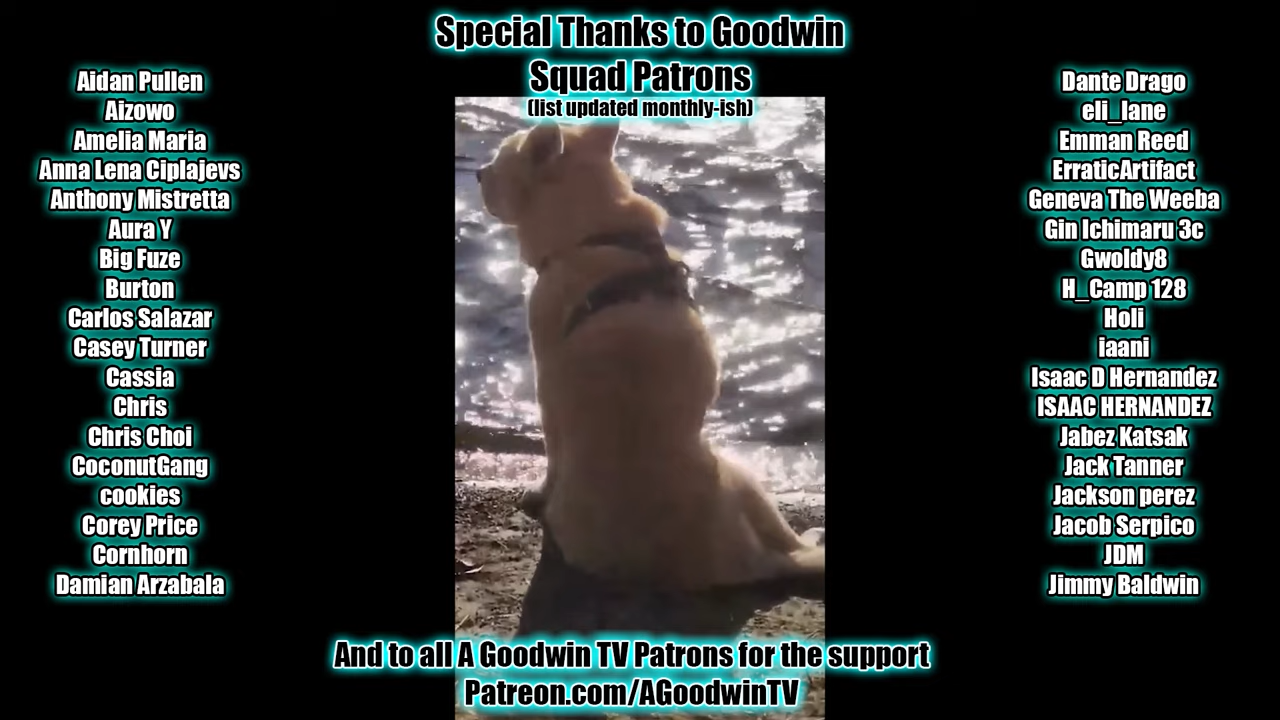 Special Thanks to Goodwin
Squad Patrons
(list updated monthly-ish)
Aidan Pullen
Aizowo
Amelia Maria
Anna Lena Ciplajevs
Anthony Mistretta
Aura Y
Big Fuze
Burton
Carlos Salazar
Casey Turner
Cassia
Chris
Chris Choi
CoconutGang
cookies
Corey Price
Cornhorn
Damian Arzabala
Dante Drago
eli_lane
Emman Reed
ErraticArtifact
Geneva The Weeba
Gin Ichimaru 3c
Gwoldy8
H_Camp 128
Holi
iaani
Isaac D Hernandez
ISAAC HERNANDEZ
Jabez Katsak
Jack Tanner
Jackson perez
Jacob Serpico
JDM
Jimmy Baldwin
And to all A Goodwin TV Patrons for the support
Patreon.com/AGoodwinTV